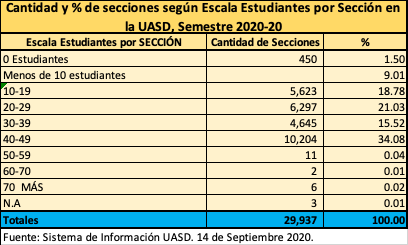 Cantidad y % de secciones según Escala Estudiantes por Sección en
la UASD, Semestre 2020-20
Escala Estudiantes por SECCIÓN Cantidad de Secciones %
0 Estudiantes 450 1.50
Menos de 10 estudiantes 9.01
10-19 5,623 18.78
20-29 6,297 21.03
30-39 4,645 15.52
40-49 10,204 34.08
50-59 11 0.04
60-70 2 0.01
70 MÁS 6 0.02
N.A 3 0.01
Totales 29,937 100.00
Fuente: Sistema de Información UASD. 14 de Septiembre 2020.